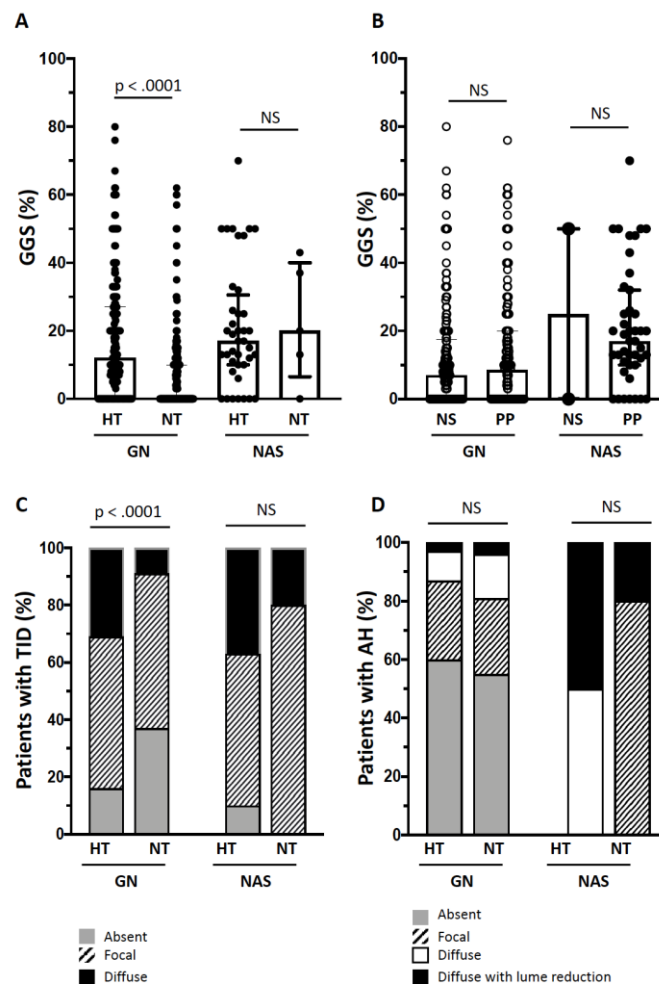 A
B
100
80
60
40
20
0
GGS (%)
p < .0001
NS
HT NT HT NT
GN NAS
100
80
60
40
20
0
GGS (%)
NS
NS
NS PP NS PP
GN NAS
C
D
p < .0001
NS
100
80
60
40
20
0
Patients with TID (%)
HT NT HT NT
GN NAS
Absent
Focal
Diffuse
NS
NS
100
80
60
40
20
0
Patients with AH (%)
HT NT HT NT
GN NAS
Absent
Focal
Diffuse
Diffuse with lume reduction